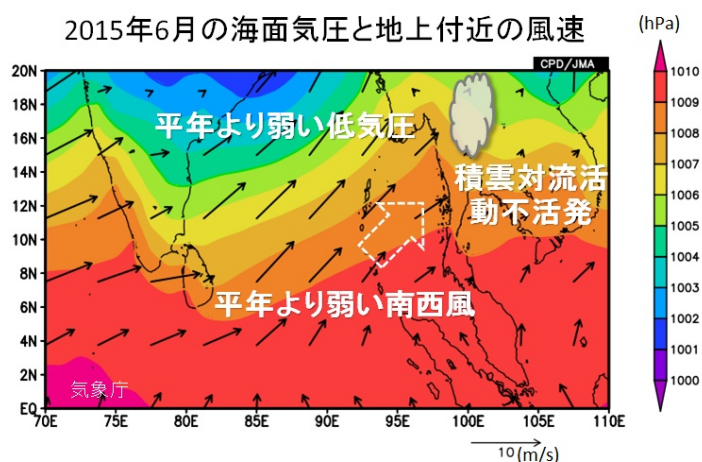 2015年6月の海面気圧と地上付近の風速
(hPa)
CPD/JMA
20N
18N
16N
14N
12N
10N
8N
6N
4N
2N
EQ
平年より弱い低気圧
積雲対流活
動不活発
平年より弱い南西風
気象庁
70E 75E 80E 85E 90E 95E 100E 105E 110E
1010
1009
1008
1007
1006
1005
1004
1003
1002
1001
1000
10(m/s)